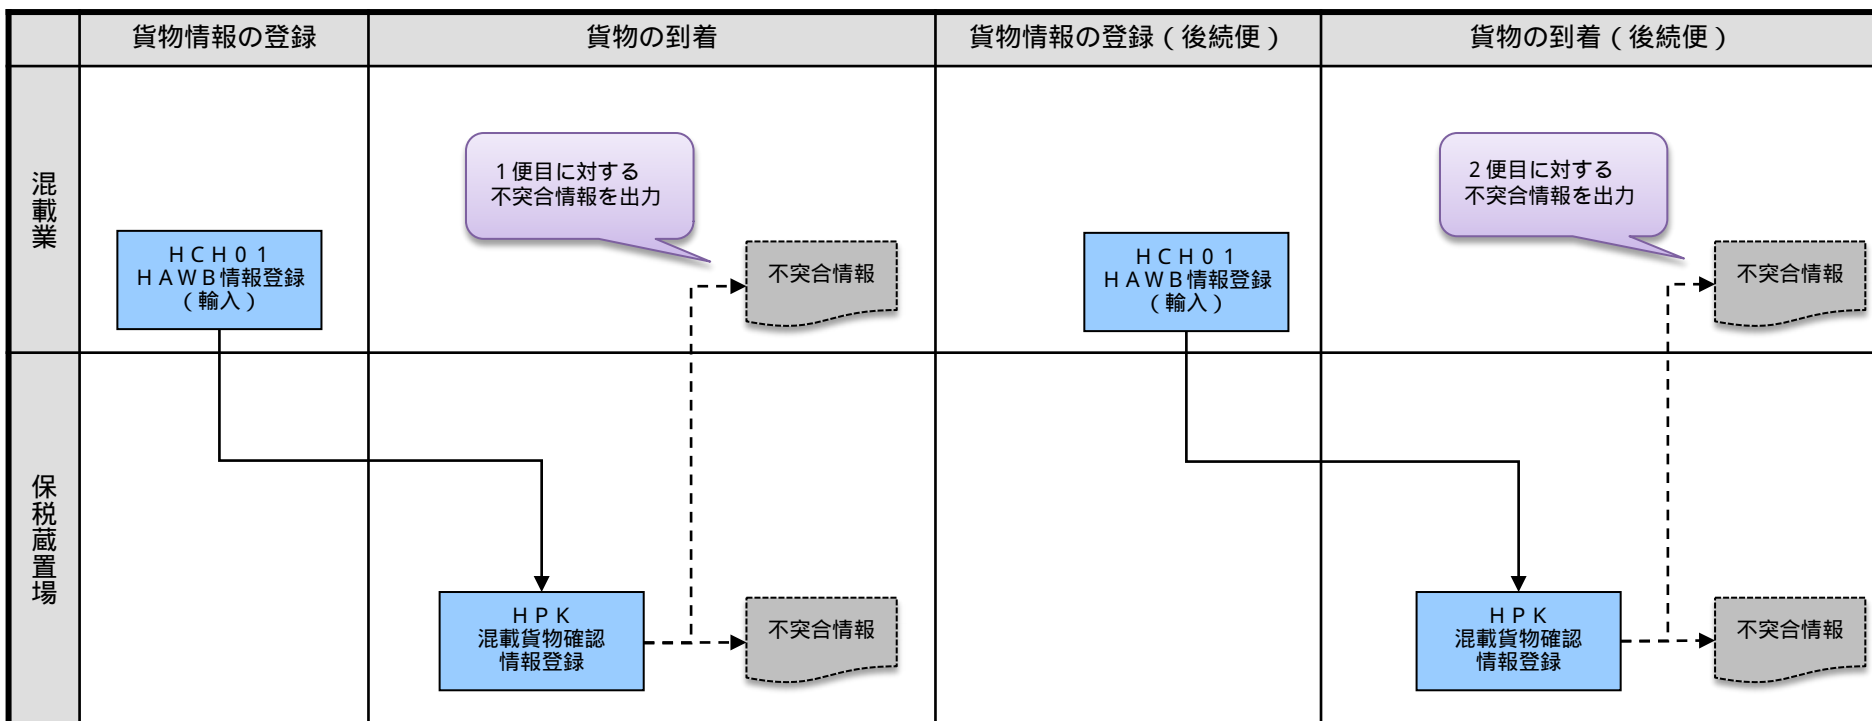 貨物情報の登録
貨物の到着
貨物情報の登録（後続便）
貨物の到着（後続便）
混載業
１便目に対する
不突合情報を出力
２便目に対する
不突合情報を出力
ＨＣＨ０１
ＨＡＷＢ情報登録
（輸入）
不突合情報
ＨＣＨ０１
ＨＡＷＢ情報登録
（輸入）
不突合情報
保税蔵置場
ＨＰＫ
混載貨物確認
情報登録
不突合情報
ＨＰＫ
混載貨物確認
情報登録
不突合情報